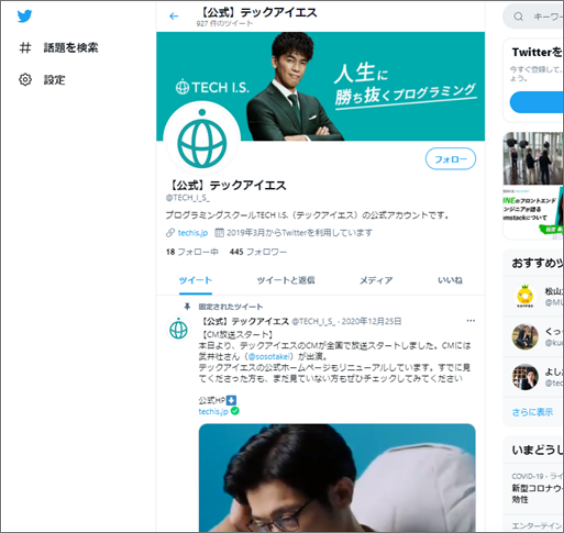 話題を検索
設定
【公式】テックアイエス
927 件のツイート
TECH I.S.
人生に
勝ち抜くプログラミング
フォロー
【公式】テックアイエス
@TECH_I_S_
プログラミングスクールTECH I.S.（テックアイエス）の公式アカウントです。
techis.jp 2019年3月からTwitterを利用しています
18 フォロー中 445 フォロワー
ツイート ツイートと返信 メディア いいね
固定されたツイート
【公式】テックアイエス @TECH_I_S_ · 2020年12月25日
【CM放送スタート】
本日より、テックアイエスのCMが全国で放送スタートしました。CMには
武井壮さん（@sosotakei）が出演。
テックアイエスの公式ホームページもリニューアルしています。すでに見
てくださった方も、まだ見ていない方もぜひチェックしてみてください
公式HP⬇
techis.jp
キーワー
Twitterを
今すぐ登録して、
ょう。
INEのフロントエンド
ンジニアが語る
amstackについて
おすすめツ
松山
@MU
くっ
@ku
よした
@
さらに表示
いまどうし
COVID-19・ライ
新型コロナウ
効性
エンターテイン